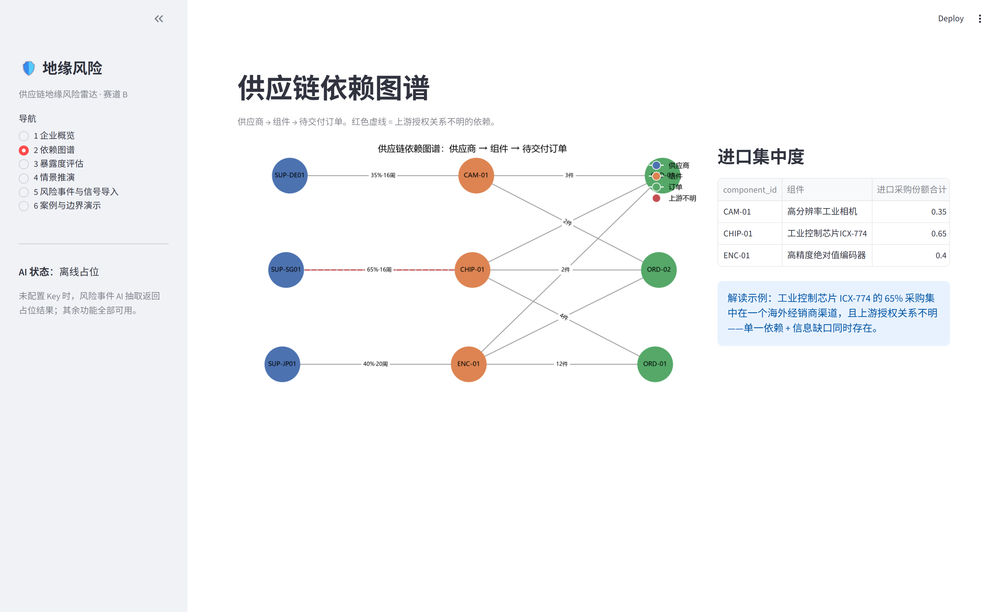 Deploy
地缘风险
供应链地缘风险雷达 · 赛道 B
导航
1 企业概览
2 依赖图谱
3 暴露度评估
4 情景推演
5 风险事件与信号导入
6 案例与边界演示
AI 状态：离线占位
未配置 Key 时，风险事件 AI 抽取返回
占位结果；其余功能全部可用。
供应链依赖图谱
供应商 → 组件 → 待交付订单。红色虚线 = 上游授权关系不明的依赖。
供应链依赖图谱：供应商 → 组件 → 待交付订单
SUP-DE01
35%·16周
CAM-01
3件
供应商
组件
订单
上游不明
2件
SUP-SG01
65%·16周
CHIP-01
2件
ORD-02
4件
SUP-JP01
40%·20周
ENC-01
12件
ORD-01
进口集中度
component_id 组件 进口采购份额合计
CAM-01 高分辨率工业相机 0.35
CHIP-01 工业控制芯片ICX-774 0.65
ENC-01 高精度绝对值编码器 0.4
解读示例：工业控制芯片 ICX-774 的 65% 采购集
中在一个海外经销商渠道，且上游授权关系不明
——单一依赖 + 信息缺口同时存在。